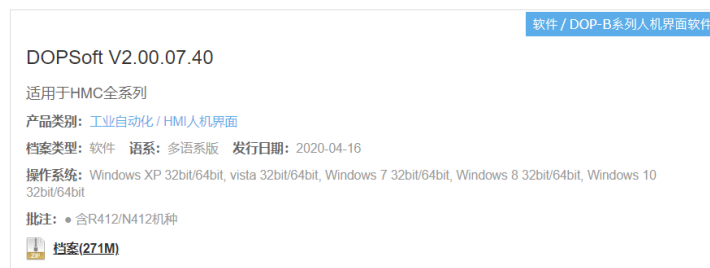 软件 / DOP-B系列人机界面软件
DOPSoft V2.00.07.40
适用于HMC全系列
产品类别：工业自动化 / HMI人机界面
档案类型：软件 语系：多语系版 发行日期：2020-04-16
操作系统：Windows XP 32bit/64bit, vista 32bit/64bit, Windows 7 32bit/64bit, Windows 8 32bit/64bit, Windows 10
32bit/64bit
批注：● 含R412/N412机种
ZIP 档案(271M)